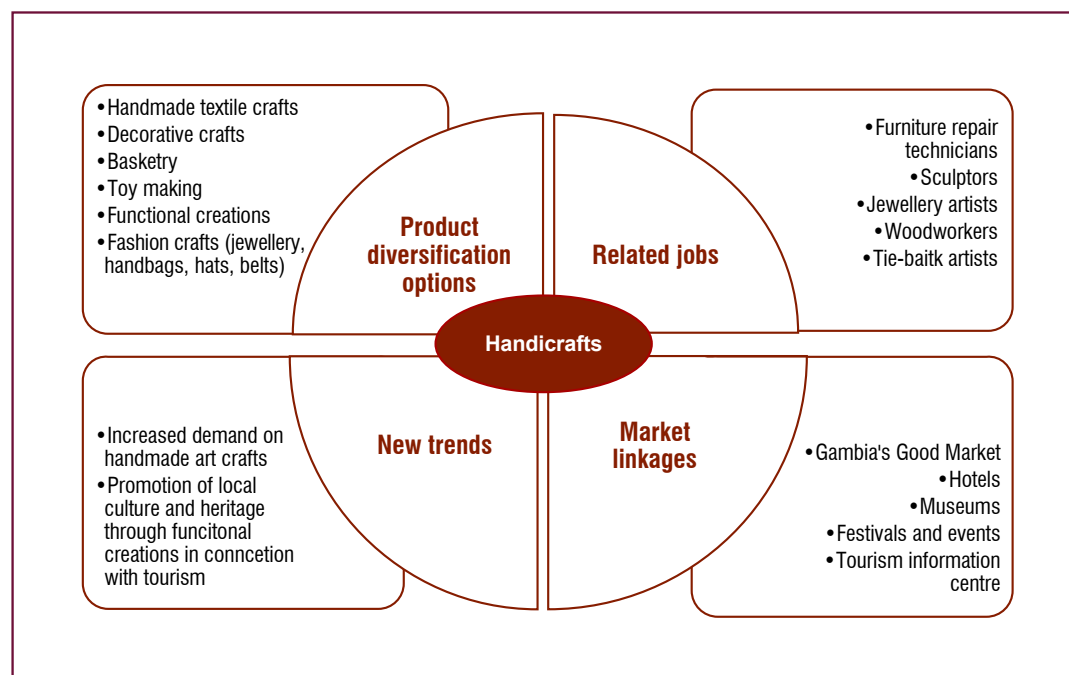 •Handmade textile crafts
•Decorative crafts
•Basketry
•Toy making
•Functional creations
•Fashion crafts (jewellery,
handbags, hats, belts)
Product
diversification
options
Related jobs
•Furniture repair
technicians
•Sculptors
•Jewellery artists
•Woodworkers
•Tie-baitk artists
Handicrafts
•Increased demand on
handmade art crafts
•Promotion of local
culture and heritage
through funcitonal
creations in conncetion
with tourism
New trends
Market
linkages
•Gambia's Good Market
•Hotels
•Museums
•Festivals and events
•Tourism information
centre